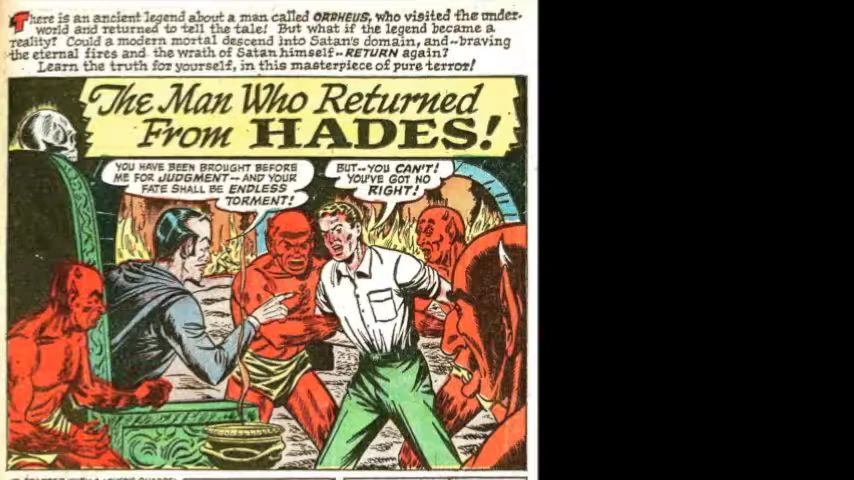 There is an ancient legend about a man called ORPHEUS, who visited the under-
world and returned to tell the tale! But what if the legend became a
reality? Could a modern mortal descend into Satan's domain, and--braving
the eternal fires and the wrath of Satan himself--RETURN again?
Learn the truth for yourself, in this masterpiece of pure terror!
The Man Who Returned
From HADES!
YOU HAVE BEEN BROUGHT BEFORE
ME FOR JUDGMENT--AND YOUR
FATE SHALL BE ENDLESS
TORMENT!
BUT--YOU CAN'T!
YOU'VE GOT NO
RIGHT!